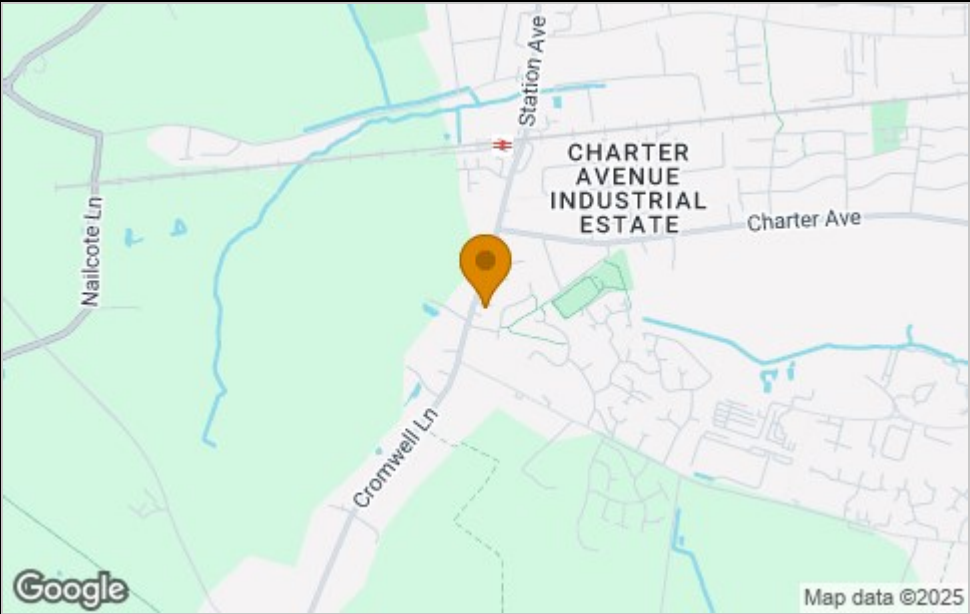 Station Ave
CHARTER
AVENUE
INDUSTRIAL
ESTATE
Charter Ave
Nailcote Ln
Cromwell Ln
Google
Map data ©2025